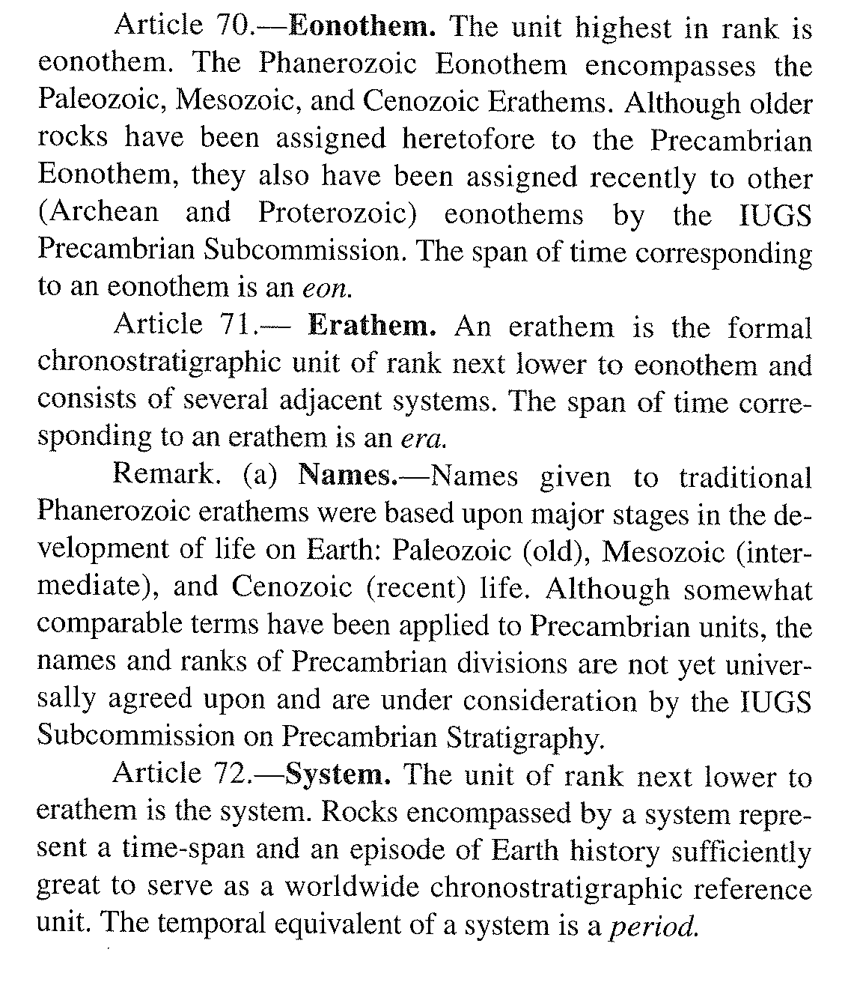 Article 70.—Eonothem. The unit highest in rank is
eonothem. The Phanerozoic Eonothem encompasses the
Paleozoic, Mesozoic, and Cenozoic Erathems. Although older
rocks have been assigned heretofore to the Precambrian
Eonothem, they also have been assigned recently to other
(Archean and Proterozoic) eonothems by the IUGS
Precambrian Subcommission. The span of time corresponding
to an eonothem is an eon.
Article 71.— Erathem. An erathem is the formal
chronostratigraphic unit of rank next lower to eonothem and
consists of several adjacent systems. The span of time corre-
sponding to an erathem is an era.
Remark. (a) Names.—Names given to traditional
Phanerozoic erathems were based upon major stages in the de-
velopment of life on Earth: Paleozoic (old), Mesozoic (inter-
mediate), and Cenozoic (recent) life. Although somewhat
comparable terms have been applied to Precambrian units, the
names and ranks of Precambrian divisions are not yet univer-
sally agreed upon and are under consideration by the IUGS
Subcommission on Precambrian Stratigraphy.
Article 72.—System. The unit of rank next lower to
erathem is the system. Rocks encompassed by a system repre-
sent a time-span and an episode of Earth history sufficiently
great to serve as a worldwide chronostratigraphic reference
unit. The temporal equivalent of a system is a period.